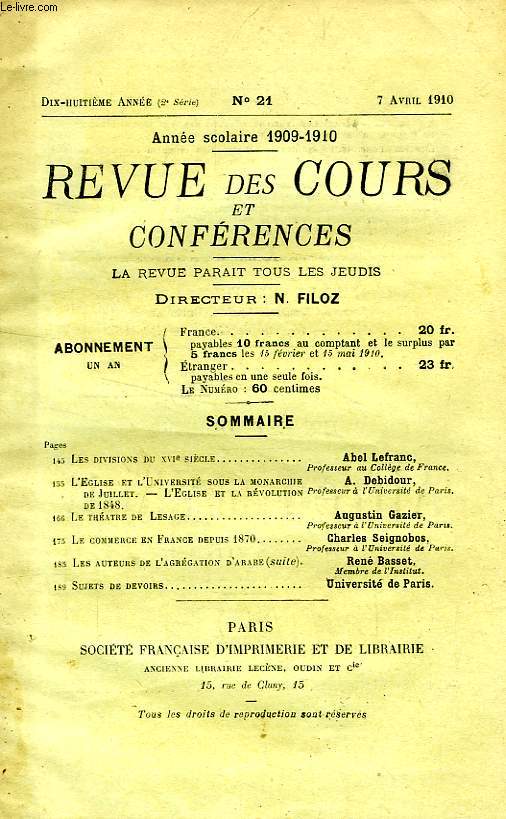 Le-livre.com
DIX-HUITIÈME ANNÉE (2e Série) No 21 7 AVRIL 1910
Année scolaire 1909-1910
REVUE DES COURS
ET
CONFÉRENCES
LA REVUE PARAIT TOUS LES JEUDIS
DIRECTEUR : N. FILOZ
ABONNEMENT
UN AN
France. . . . . . . . . . . . . . 20 fr.
payables 10 francs au comptant et le surplus par
5 francs les 15 février et 15 mai 1910.
Étranger . . . . . . . . . . . . 23 fr.
payables en une seule fois.
LE NUMÉRO : 60 centimes
SOMMAIRE
Pages
145 LES DIVISIONS DU XVIe SIÈCLE............... Abel Lefranc,
Professeur au Collège de France.
155 L'EGLISE ET L'UNIVERSITÉ SOUS LA MONARCHIE A. Debidour,
DE JUILLET. — L'EGLISE ET LA RÉVOLUTION Professeur à l'Université de Paris.
DE 1848.
166 LE THÉATRE DE LESAGE.................... Augustin Gazier,
Professeur à l'Université de Paris.
175 LE COMMERCE EN FRANCE DEPUIS 1870........ Charles Seignobos,
Professeur à l'Université de Paris.
185 LES AUTEURS DE L'AGRÉGATION D'ARABE (suite). René Basset,
Membre de l'Institut.
189 SUJETS DE DEVOIRS........................ Université de Paris.
PARIS
SOCIÉTÉ FRANÇAISE D'IMPRIMERIE ET DE LIBRAIRIE
ANCIENNE LIBRAIRIE LECÈNE, OUDIN ET Cie
15, rue de Cluny, 15
Tous les droits de reproduction sont réservés